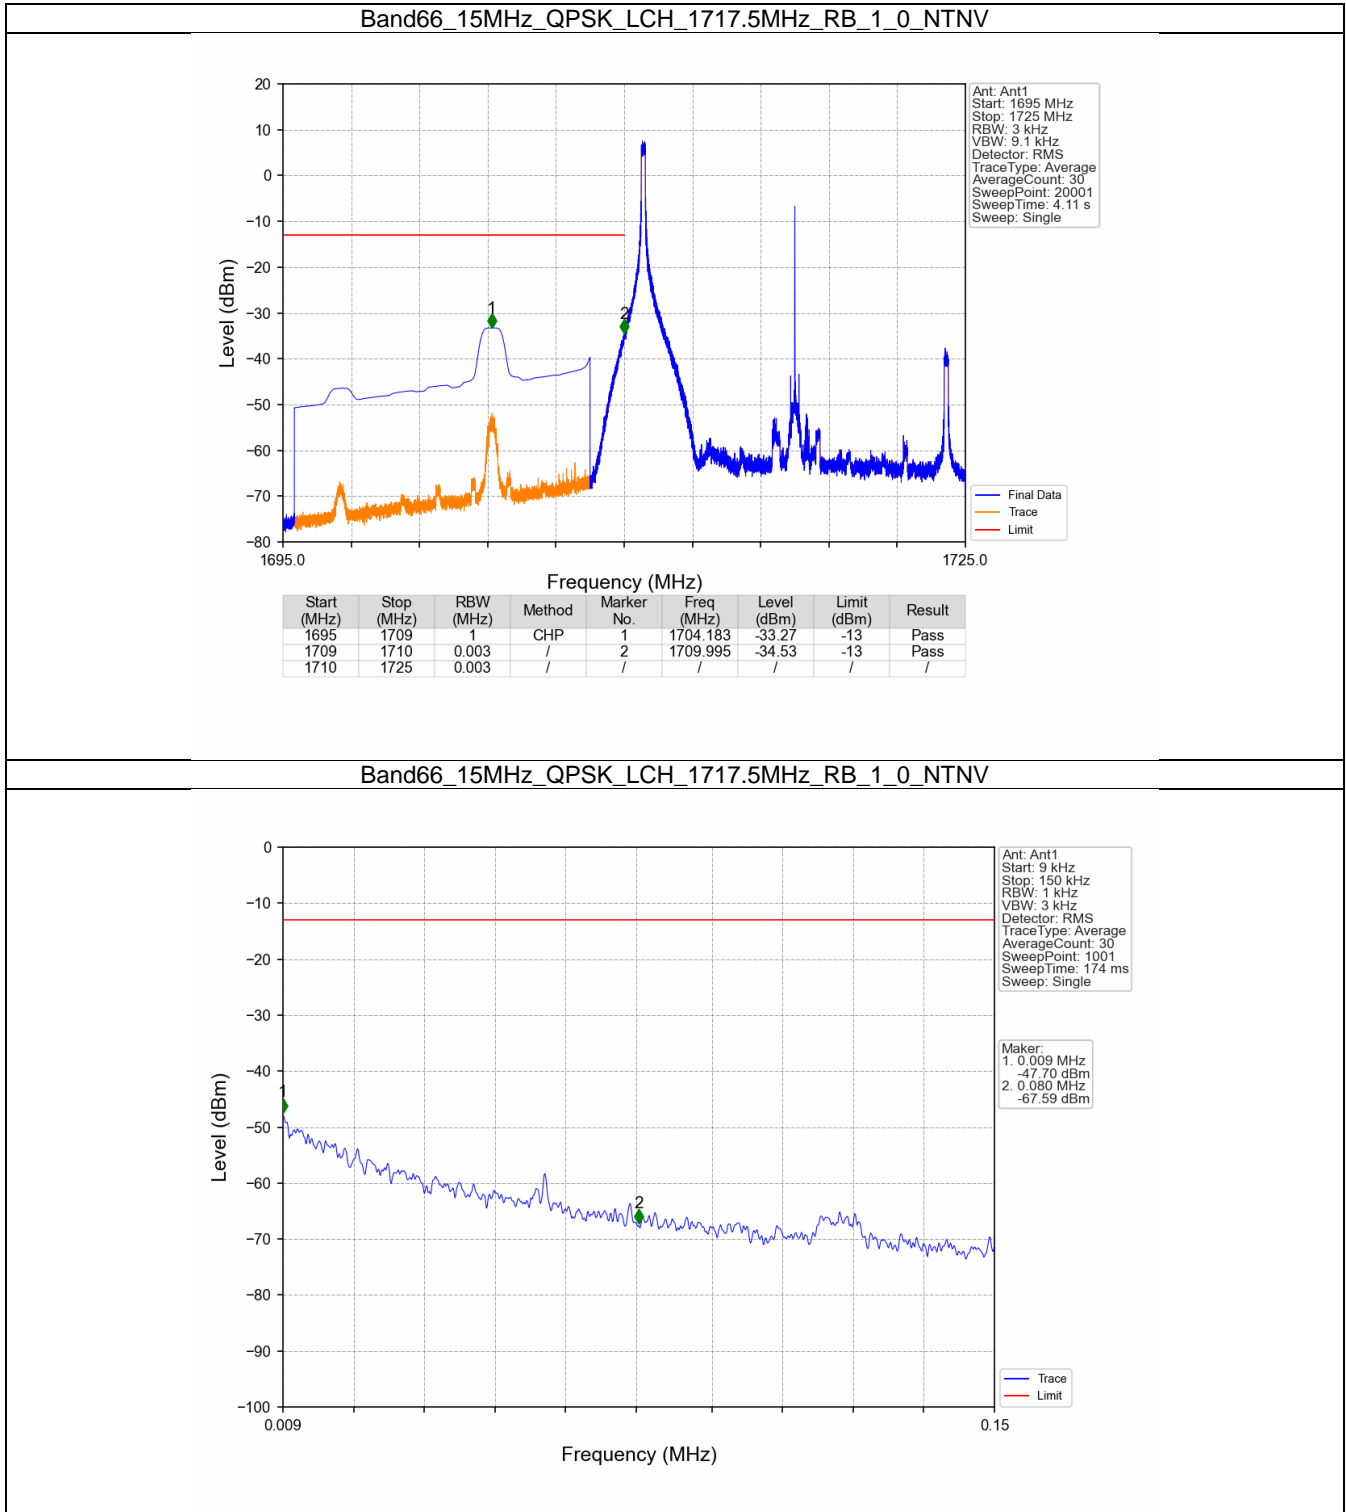 Band66_15MHz_QPSK_LCH_1717.5MHz_RB_1_0_NTNV
20
10
0
−10
−20
−30
−40
−50
−60
−70
−80
Level (dBm)
1
2
1695.0
1725.0
Frequency (MHz)
Ant: Ant1
Start: 1695 MHz
Stop: 1725 MHz
RBW: 3 kHz
VBW: 9.1 kHz
Detector: RMS
TraceType: Average
AverageCount: 30
SweepPoint: 20001
SweepTime: 4.11 s
Sweep: Single
Final Data
Trace
Limit
Start (MHz) Stop (MHz) RBW (MHz) Method Marker No. Freq (MHz) Level (dBm) Limit (dBm) Result
1695 1709 1 CHP 1 1704.183 -33.27 -13 Pass
1709 1710 0.003 / 2 1709.995 -34.53 -13 Pass
1710 1725 0.003 / / / / / /
Band66_15MHz_QPSK_LCH_1717.5MHz_RB_1_0_NTNV
0
−10
−20
−30
−40
−50
−60
−70
−80
−90
−100
Level (dBm)
1
2
0.009
0.15
Frequency (MHz)
Ant: Ant1
Start: 9 kHz
Stop: 150 kHz
RBW: 1 kHz
VBW: 3 kHz
Detector: RMS
TraceType: Average
AverageCount: 30
SweepPoint: 1001
SweepTime: 174 ms
Sweep: Single
Maker:
1. 0.009 MHz
-47.70 dBm
2. 0.080 MHz
-67.59 dBm
Trace
Limit